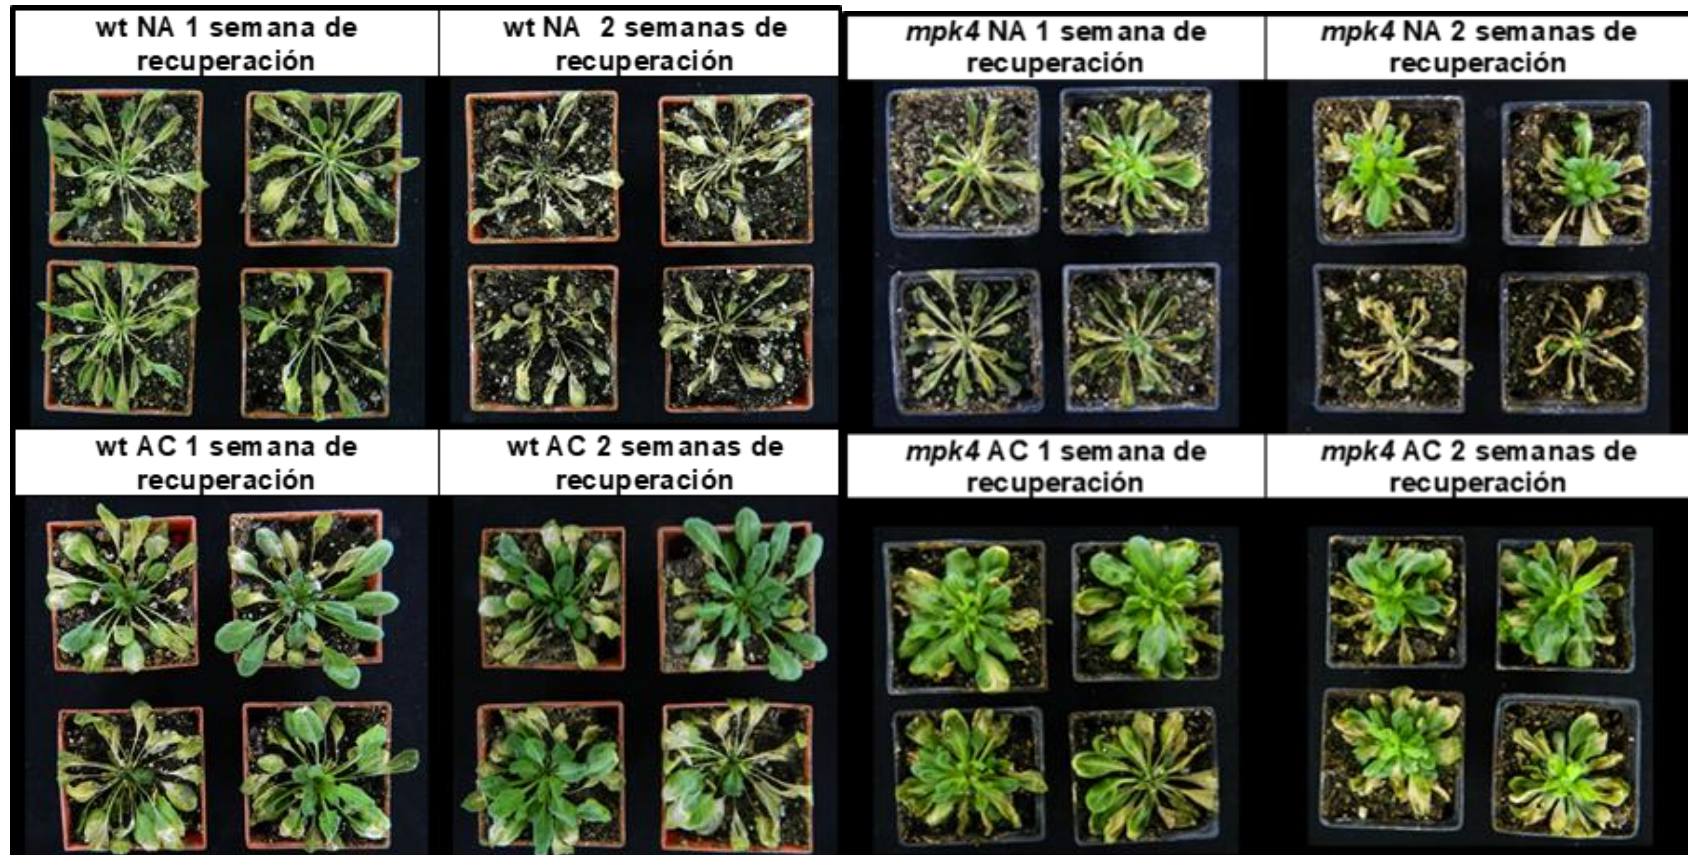 wt NA 1 semana de
recuperación
wt NA 2 semanas de
recuperación
mpk4 NA 1 semana de
recuperación
mpk4 NA 2 semanas de
recuperación
wt AC 1 semana de
recuperación
wt AC 2 semanas de
recuperación
mpk4 AC 1 semana de
recuperación
mpk4 AC 2 semanas de
recuperación